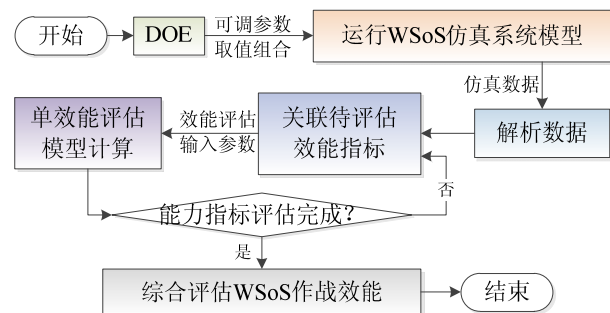 开始
DOE
可调参数
取值组合
运行WSoS仿真系统模型
仿真数据
单效能评估
模型计算
效能评估
输入参数
关联待评估
效能指标
解析数据
否
能力指标评估完成？
是
综合评估WSoS作战效能
结束